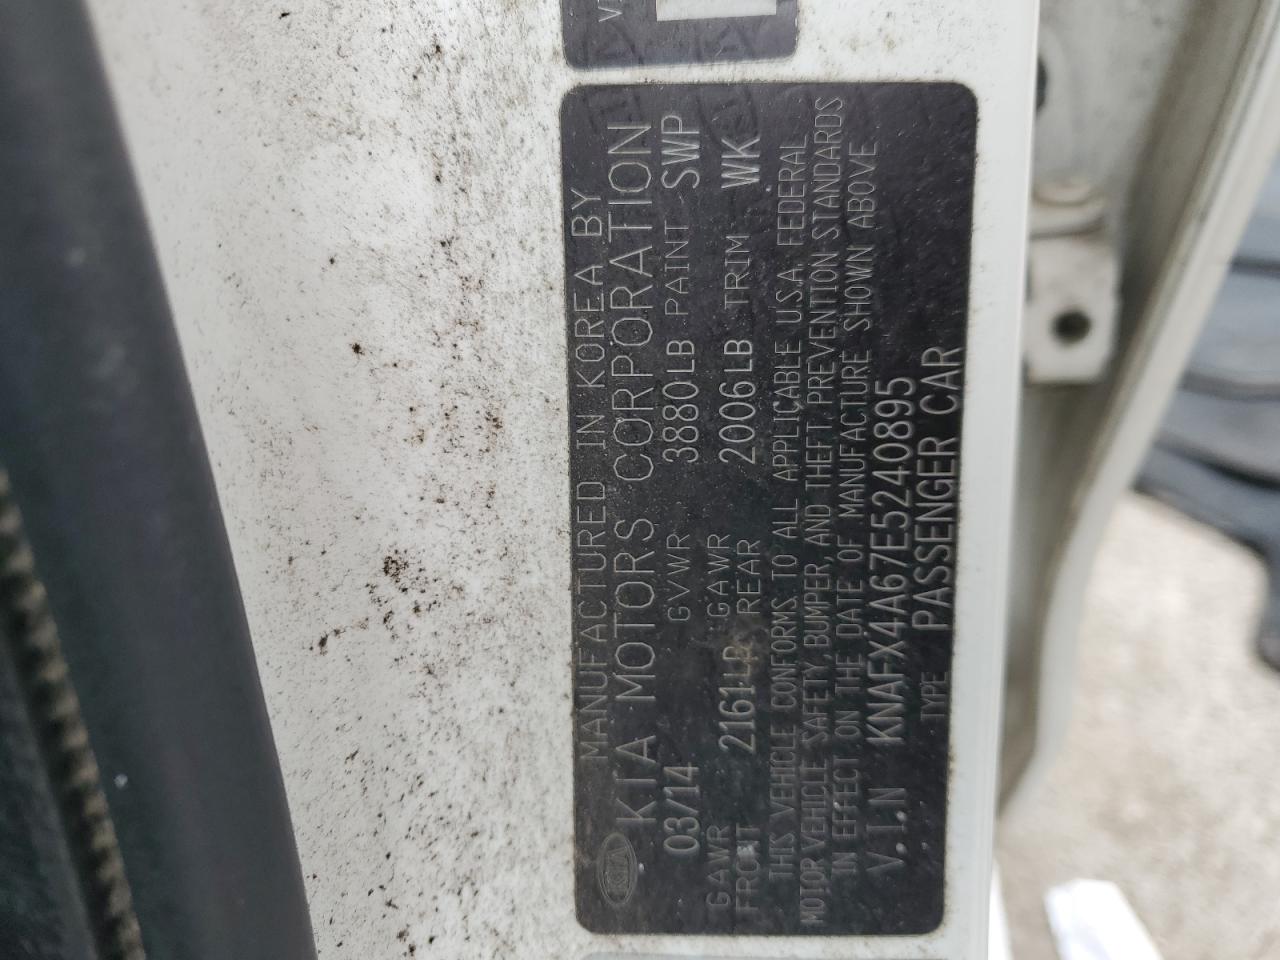 MANUFACTURED IN KOREA BY
KIA MOTORS CORPORATION
03/14 GVWR 3880LB PAINT SWP
GAWR FRONT 2161LB GAWR REAR 2006LB TRIM WK
THIS VEHICLE CONFORMS TO ALL APPLICABLE U.S.A. FEDERAL
MOTOR VEHICLE SAFETY, BUMPER, AND THEFT PREVENTION STANDARDS
IN EFFECT ON THE DATE OF MANUFACTURE SHOWN ABOVE
V.I.N KNAFX4A67E5240895
TYPE PASSENGER CAR